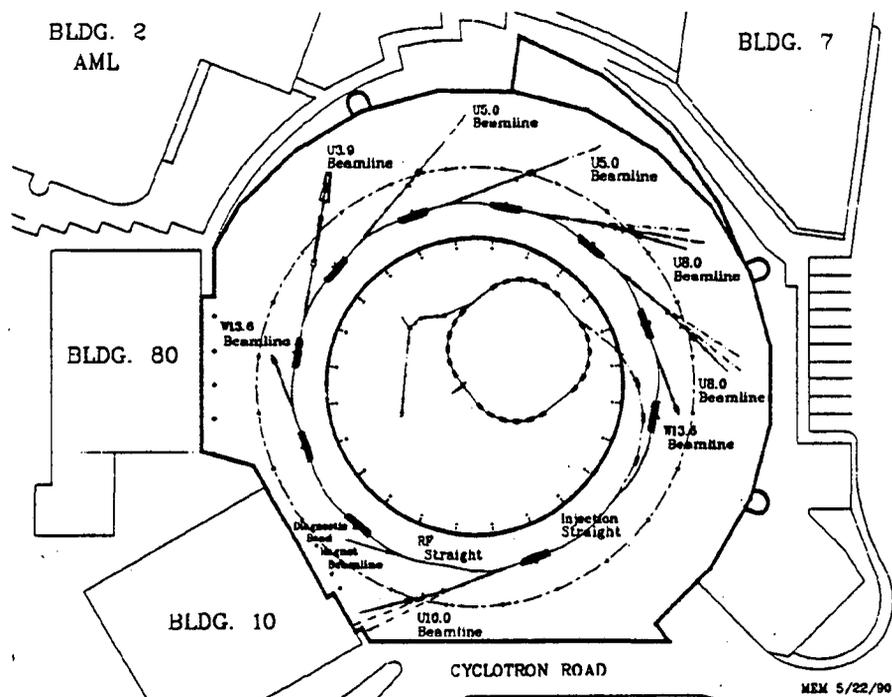 BLDG. 2
AML
BLDG. 7
U5.0
Beamline
U3.9
Beamline
U5.0
Beamline
U8.0
Beamline
W13.6
Beamline
BLDG. 80
U8.0
Beamline
W13.6
Beamline
Injection
Straight
Diagnostic
Bend
Magnet
Beamline
RF
Straight
U10.0
Beamline
BLDG. 10
CYCLOTRON ROAD
MEM 5/22/90